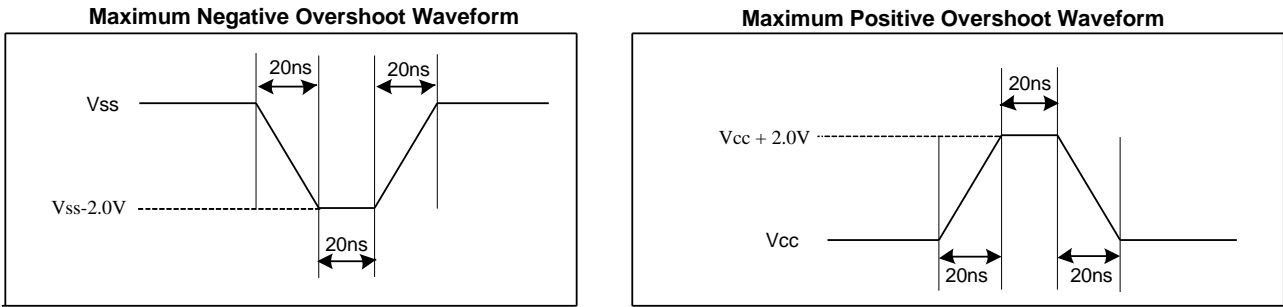 Maximum Negative Overshoot Waveform
20ns
20ns
Vss
Vss-2.0V
20ns
Maximum Positive Overshoot Waveform
20ns
Vcc + 2.0V
Vcc
20ns
20ns